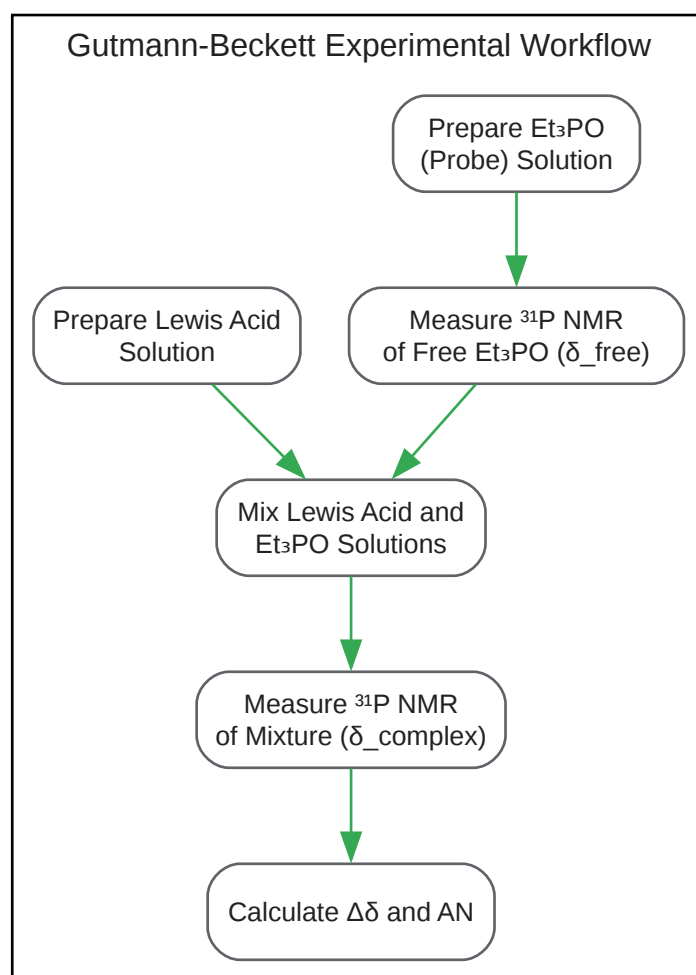 Gutmann-Beckett Experimental Workflow
Prepare Et₃PO
(Probe) Solution
Prepare Lewis Acid
Solution
Measure ³¹P NMR
of Free Et₃PO (δ_free)
Mix Lewis Acid and
Et₃PO Solutions
Measure ³¹P NMR
of Mixture (δ_complex)
Calculate Δδ and AN